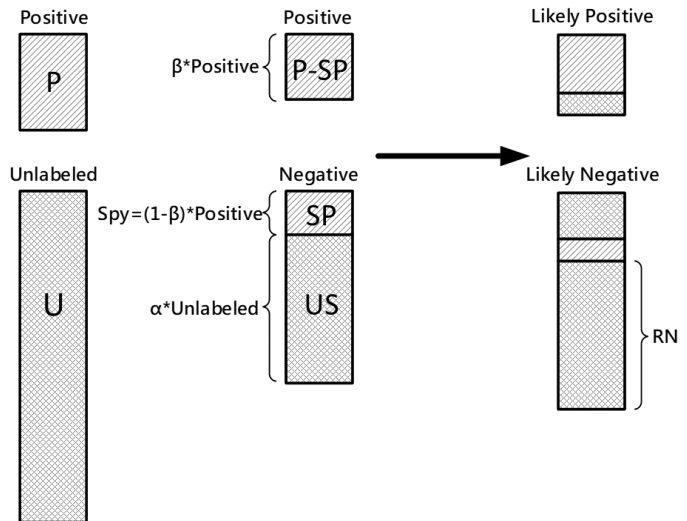 Positive
Positive
Likely Positive
P
β*Positive
P-SP
Unlabeled
Negative
Likely Negative
Spy=(1-β)*Positive
SP
U
α*Unlabeled
US
RN